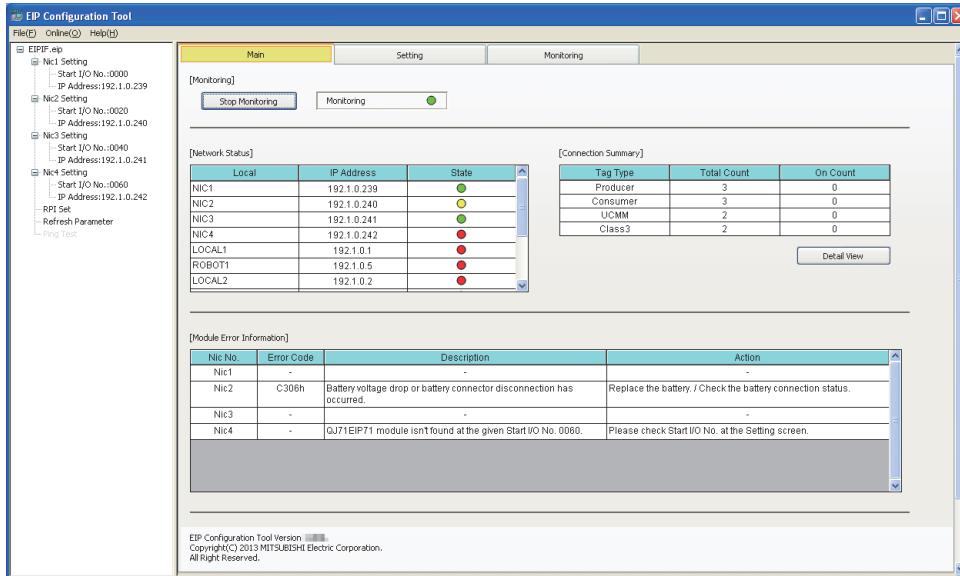 EIP Configuration Tool
File(F) Online(O) Help(H)
EIPIF.eip
Nic1 Setting
Start I/O No.:0000
IP Address:192.1.0.239
Nic2 Setting
Start I/O No.:0020
IP Address:192.1.0.240
Nic3 Setting
Start I/O No.:0040
IP Address:192.1.0.241
Nic4 Setting
Start I/O No.:0060
IP Address:192.1.0.242
RPI Set
Refresh Parameter
Ping Test
Main Setting Monitoring
[Monitoring]
Stop Monitoring Monitoring
[Network Status]
Local IP Address State
NIC1 192.1.0.239
NIC2 192.1.0.240
NIC3 192.1.0.241
NIC4 192.1.0.242
LOCAL1 192.1.0.1
ROBOT1 192.1.0.5
LOCAL2 192.1.0.2
[Connection Summary]
Tag Type Total Count On Count
Producer 3 0
Consumer 3 0
UCMM 2 0
Class3 2 0
Detail View
[Module Error Information]
Nic No. Error Code Description Action
Nic1 - - -
Nic2 C306h Battery voltage drop or battery connector disconnection has Replace the battery. / Check the battery connection status.
occurred.
Nic3 - - -
Nic4 - QJ71EIP71 module isn't found at the given Start I/O No. 0060. Please check Start I/O No. at the Setting screen.
EIP Configuration Tool Version
Copyright(C) 2013 MITSUBISHI Electric Corporation.
All Right Reserved.